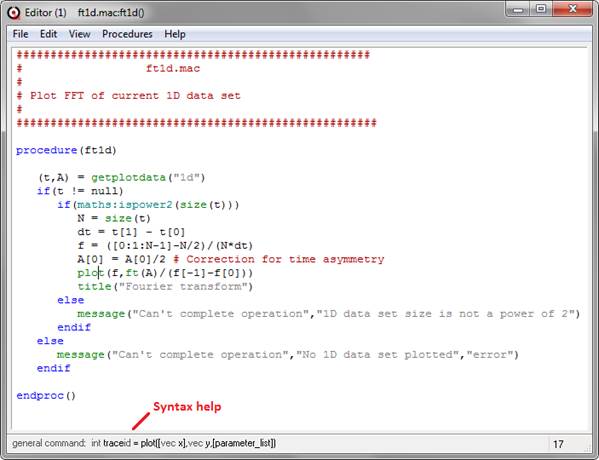 Editor (1) ft1d.mac:ft1d()
File Edit View Procedures Help
####################################################
# ft1d.mac
#
# Plot FFT of current 1D data set
#
#####################################################
procedure(ft1d)
(t,A) = getplotdata("1d")
if(t != null)
if(maths:ispower2(size(t)))
N = size(t)
dt = t[1] - t[0]
f = ([0:1:N-1]-N/2)/(N*dt)
A[0] = A[0]/2 # Correction for time asymmetry
plot(f,ft(A)/(f[-1]-f[0]))
title("Fourier transform")
else
message("Can't complete operation","1D data set size is not a power of 2")
endif
else
message("Can't complete operation","No 1D data set plotted","error")
endif
endproc()
Syntax help
general command: int traceid = plot([vec x],vec y,[parameter_list]) 17